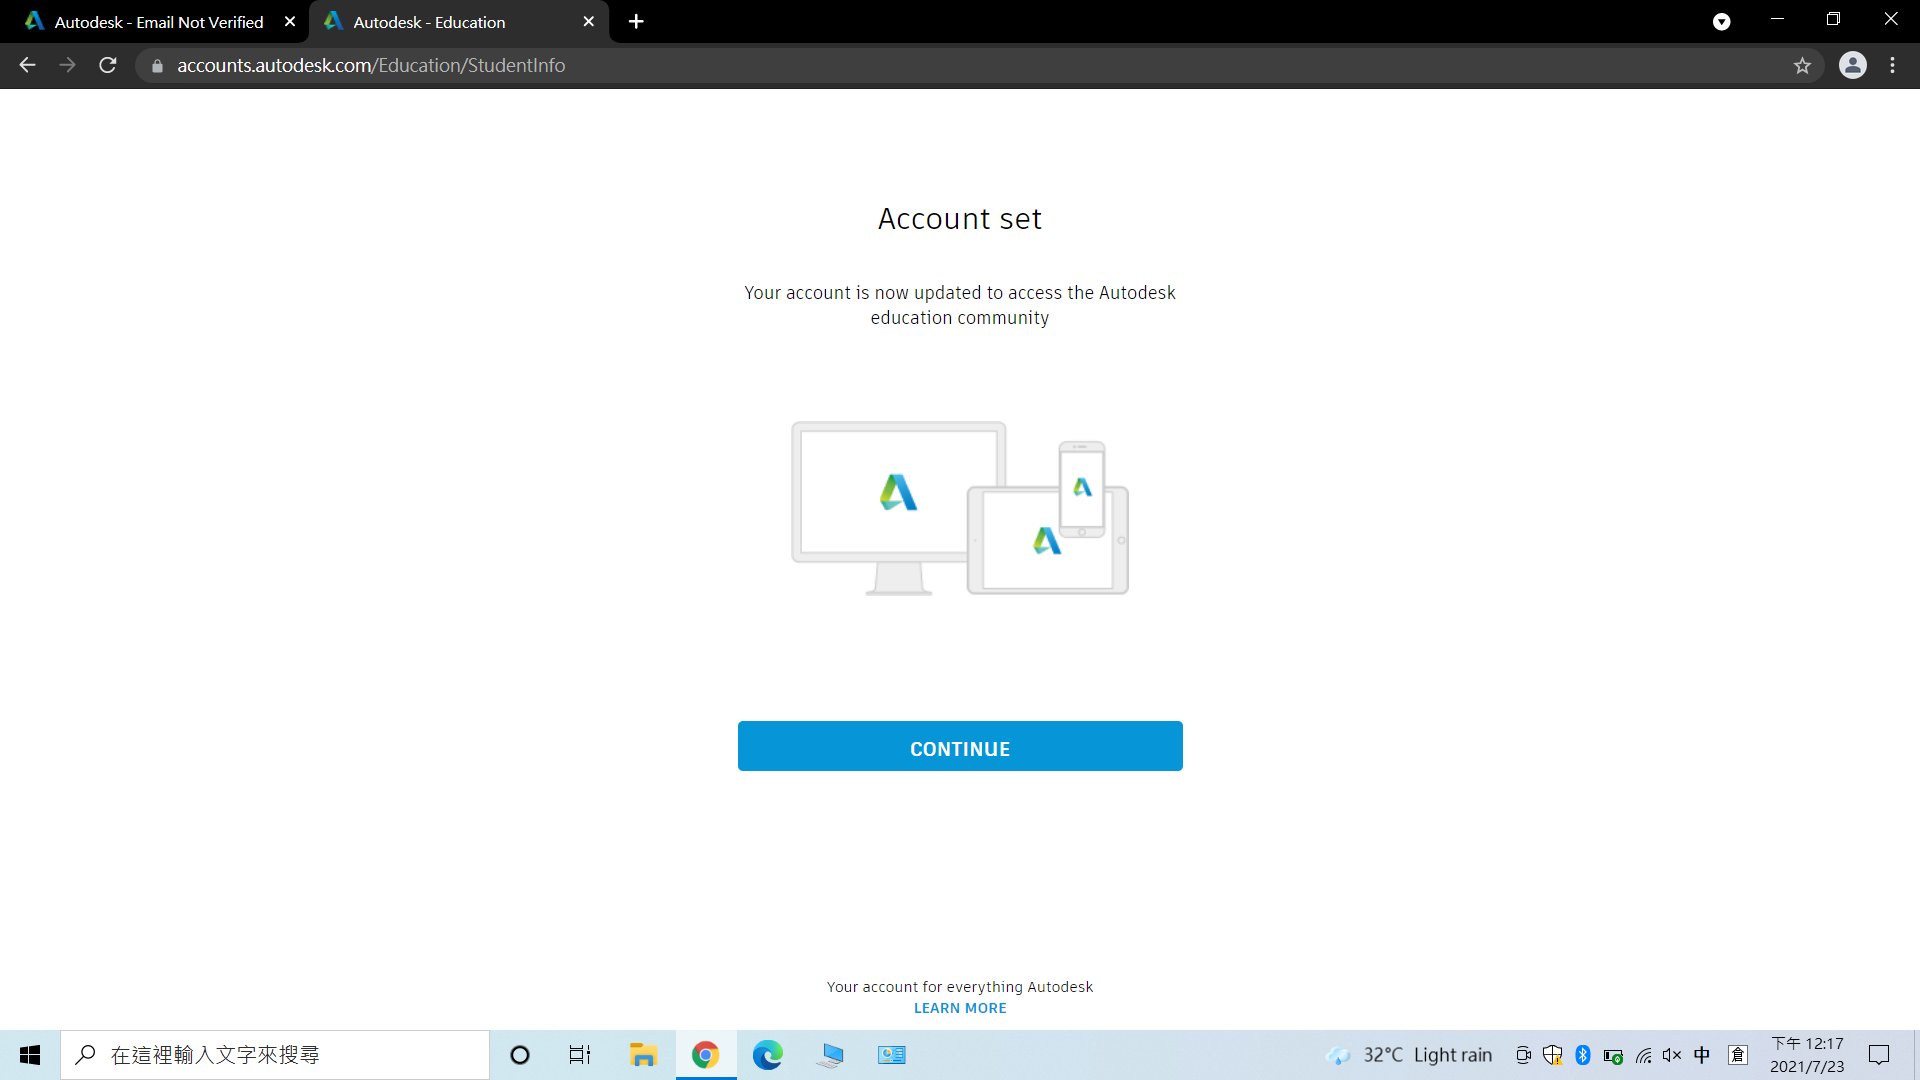 Autodesk - Email Not Verified
Autodesk - Education
accounts.autodesk.com/Education/StudentInfo
Account set
Your account is now updated to access the Autodesk
education community
CONTINUE
Your account for everything Autodesk
LEARN MORE
在這裡輸入文字來搜尋
32°C Light rain
中
倉
下午 12:17
2021/7/23